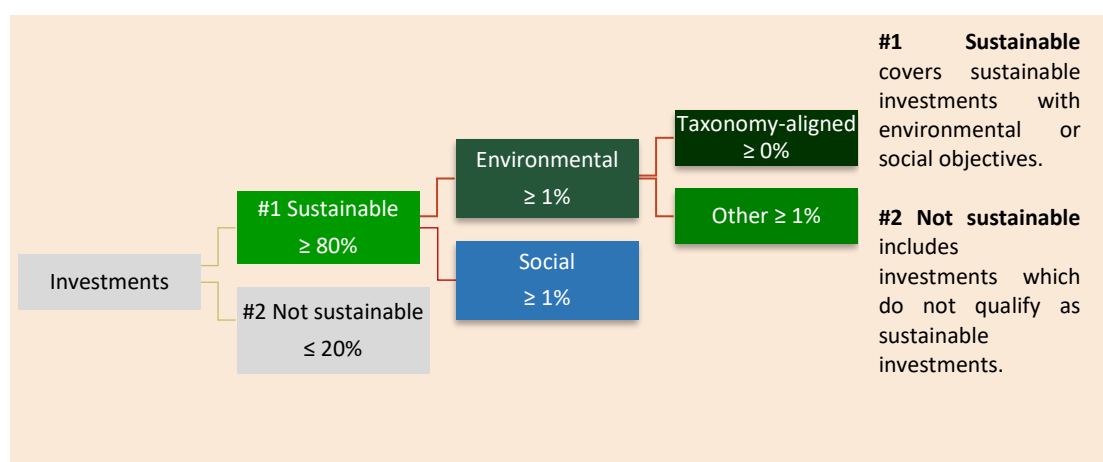 Investments
#1 Sustainable
≥ 80%
#2 Not sustainable
≤ 20%
Environmental
≥ 1%
Social
≥ 1%
Taxonomy-aligned
≥ 0%
Other ≥ 1%
#1 Sustainable
covers sustainable
investments with
environmental or
social objectives.
#2 Not sustainable
includes
investments which
do not qualify as
sustainable
investments.